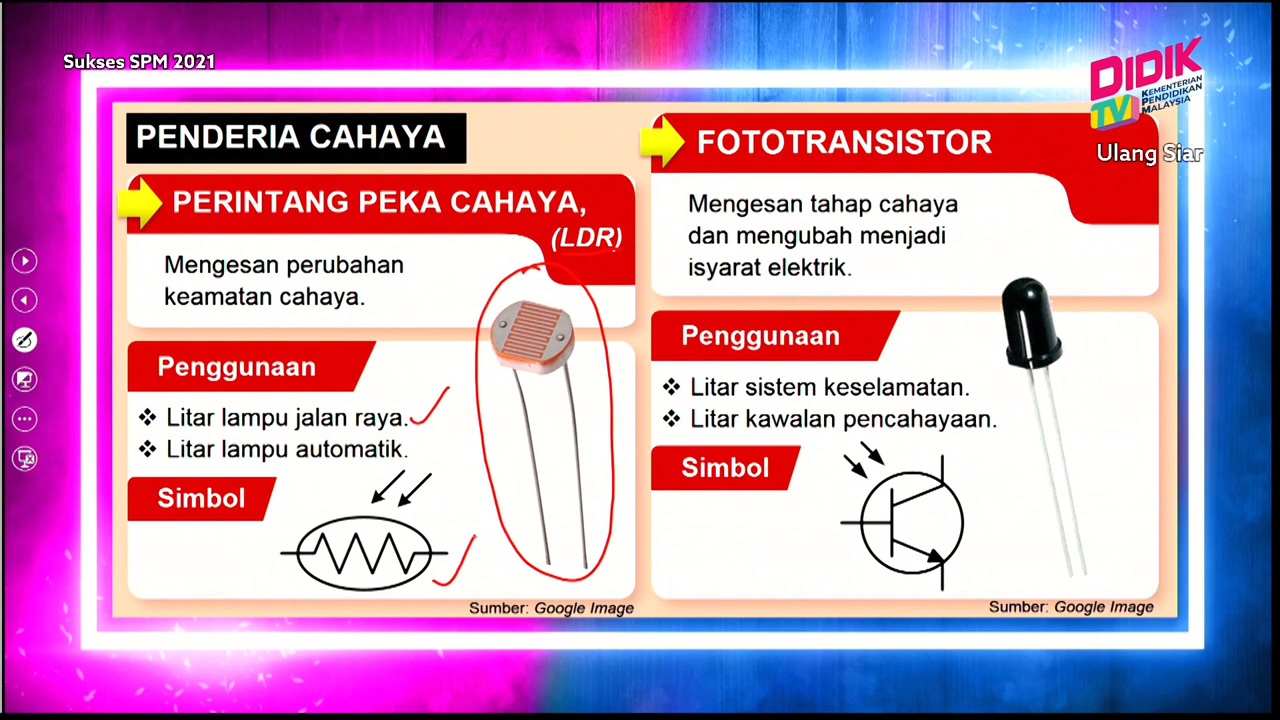 Sukses SPM 2021
DIDIK
TV
KEMENTERIAN
PENDIDIKAN
MALAYSIA
Ulang Siar
PENDERIA CAHAYA
PERINTANG PEKA CAHAYA,
(LDR)
Mengesan perubahan
keamatan cahaya.
Penggunaan
❖ Litar lampu jalan raya.
❖ Litar lampu automatik.
Simbol
Sumber: Google Image
FOTOTRANSISTOR
Mengesan tahap cahaya
dan mengubah menjadi
isyarat elektrik.
Penggunaan
❖ Litar sistem keselamatan.
❖ Litar kawalan pencahayaan.
Simbol
Sumber: Google Image